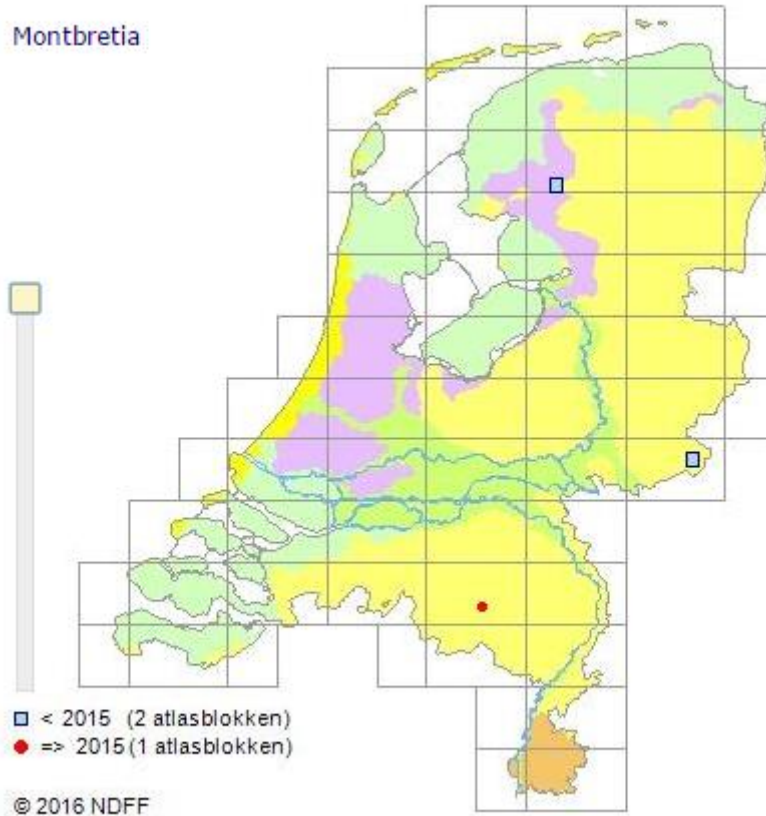 Montbretia
< 2015 (2 atlasblokken)
=> 2015 (1 atlasblokken)
© 2016 NDFF